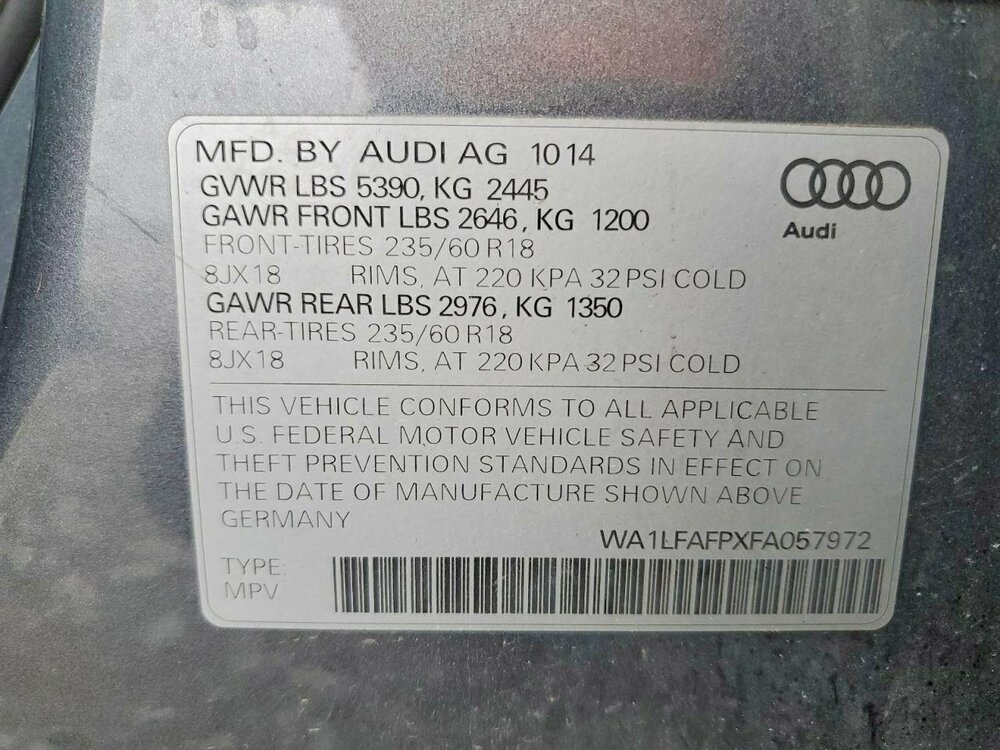 MFD. BY AUDI AG 10 14
GVWR LBS 5390, KG 2445
GAWR FRONT LBS 2646, KG 1200
FRONT-TIRES 235/60 R18
8JX18 RIMS, AT 220 KPA 32 PSI COLD
GAWR REAR LBS 2976, KG 1350
REAR-TIRES 235/60 R18
8JX18 RIMS, AT 220 KPA 32 PSI COLD
Audi
THIS VEHICLE CONFORMS TO ALL APPLICABLE
U.S. FEDERAL MOTOR VEHICLE SAFETY AND
THEFT PREVENTION STANDARDS IN EFFECT ON
THE DATE OF MANUFACTURE SHOWN ABOVE.
GERMANY
WA1LFAFPXFA057972
TYPE:
MPV